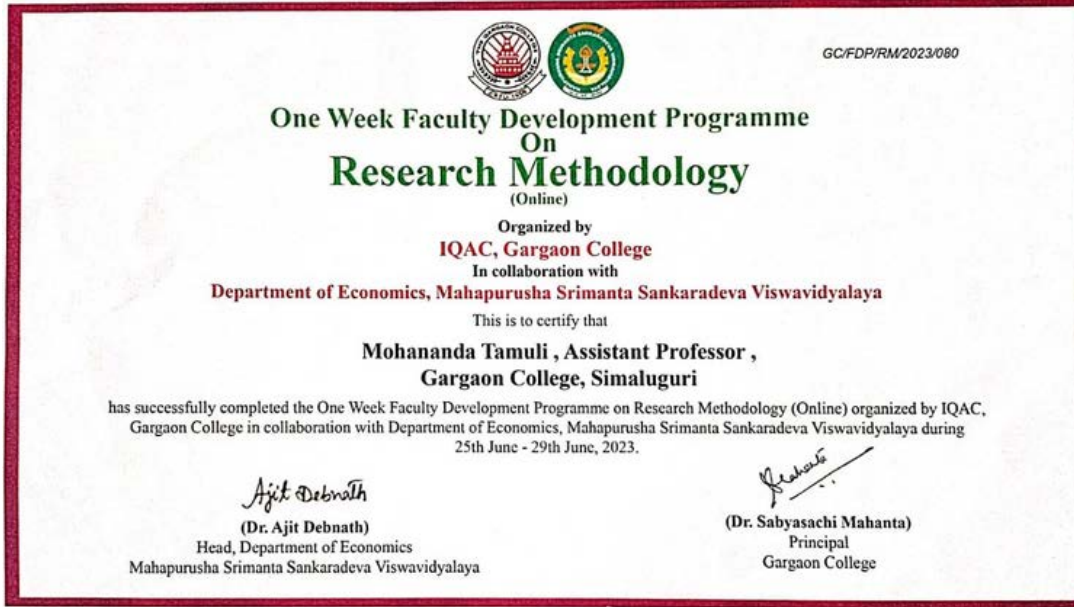 GC/FDP/RM/2023/080
One Week Faculty Development Programme
On
Research Methodology
(Online)
Organized by
IQAC, Gargaon College
In collaboration with
Department of Economics, Mahapurusha Srimanta Sankaradeva Viswavidyalaya
This is to certify that
Mohananda Tamuli , Assistant Professor ,
Gargaon College, Simaluguri
has successfully completed the One Week Faculty Development Programme on Research Methodology (Online) organized by IQAC,
Gargaon College in collaboration with Department of Economics, Mahapurusha Srimanta Sankaradeva Viswavidyalaya during
25th June - 29th June, 2023.
Ajit Debnath
(Dr. Ajit Debnath)
Head, Department of Economics
Mahapurusha Srimanta Sankaradeva Viswavidyalaya
(Dr. Sabyasachi Mahanta)
Principal
Gargaon College